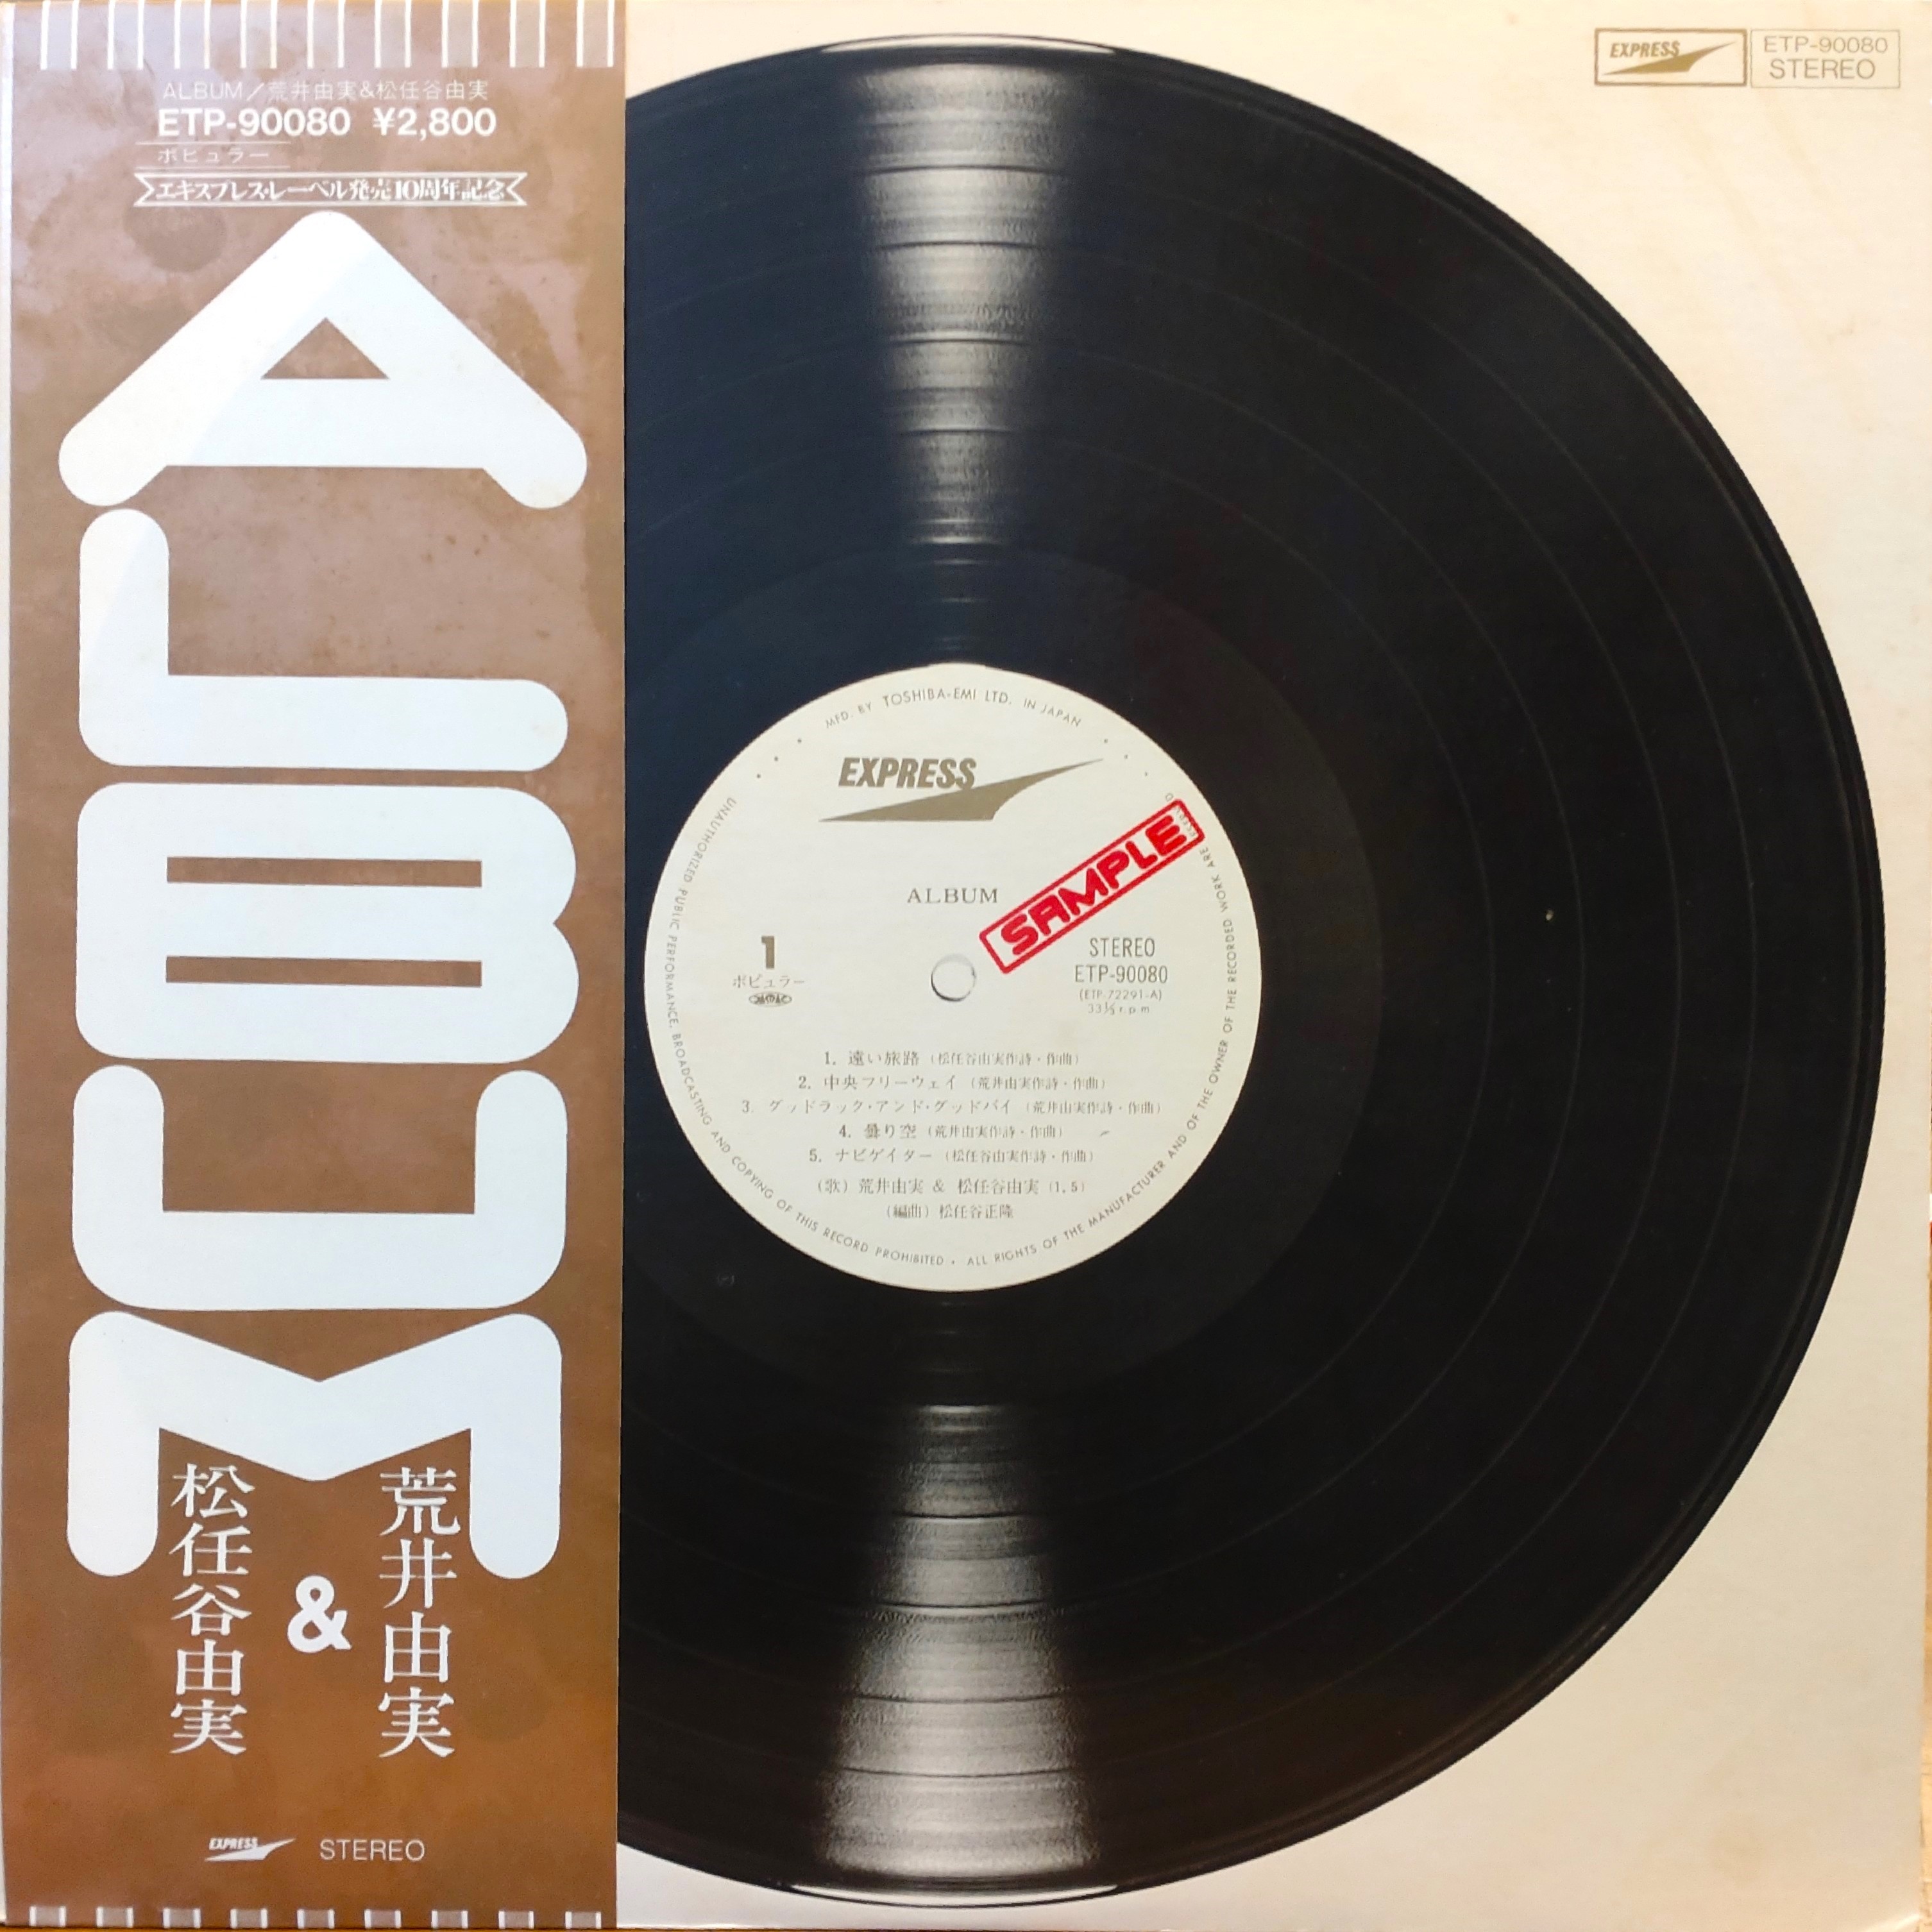 ALBUM/荒井由実&松任谷由実
ETP-90080 ¥2,800
ポピュラー
エキスプレス・レーベル発売10周年記念
ALBUM
荒井由実
&
松任谷由実
EXPRESS STEREO
EXPRESS
ETP-90080
STEREO
MFD. BY TOSHIBA-EMI LTD. IN JAPAN
EXPRESS
SAMPLE
ALBUM
1
ポピュラー
STEREO
ETP-90080
(ETP-72291-A)
33⅓ r.p.m
1. 遠い旅路 (松任谷由実作詩・作曲)
2. 中央フリーウェイ (荒井由実作詩・作曲)
3. グッドラック・アンド・グッドバイ (荒井由実作詩・作曲)
4. 曇り空 (荒井由実作詩・作曲)
5. ナビゲイター (松任谷由実作詩・作曲)
(歌) 荒井由実 & 松任谷由実 (1, 5)
(編曲) 松任谷正隆
UNAUTHORIZED PUBLIC PERFORMANCE, BROADCASTING AND COPYING OF THIS RECORD PROHIBITED • ALL RIGHTS OF THE MANUFACTURER AND OF THE OWNER OF THE RECORDED WORK ARE